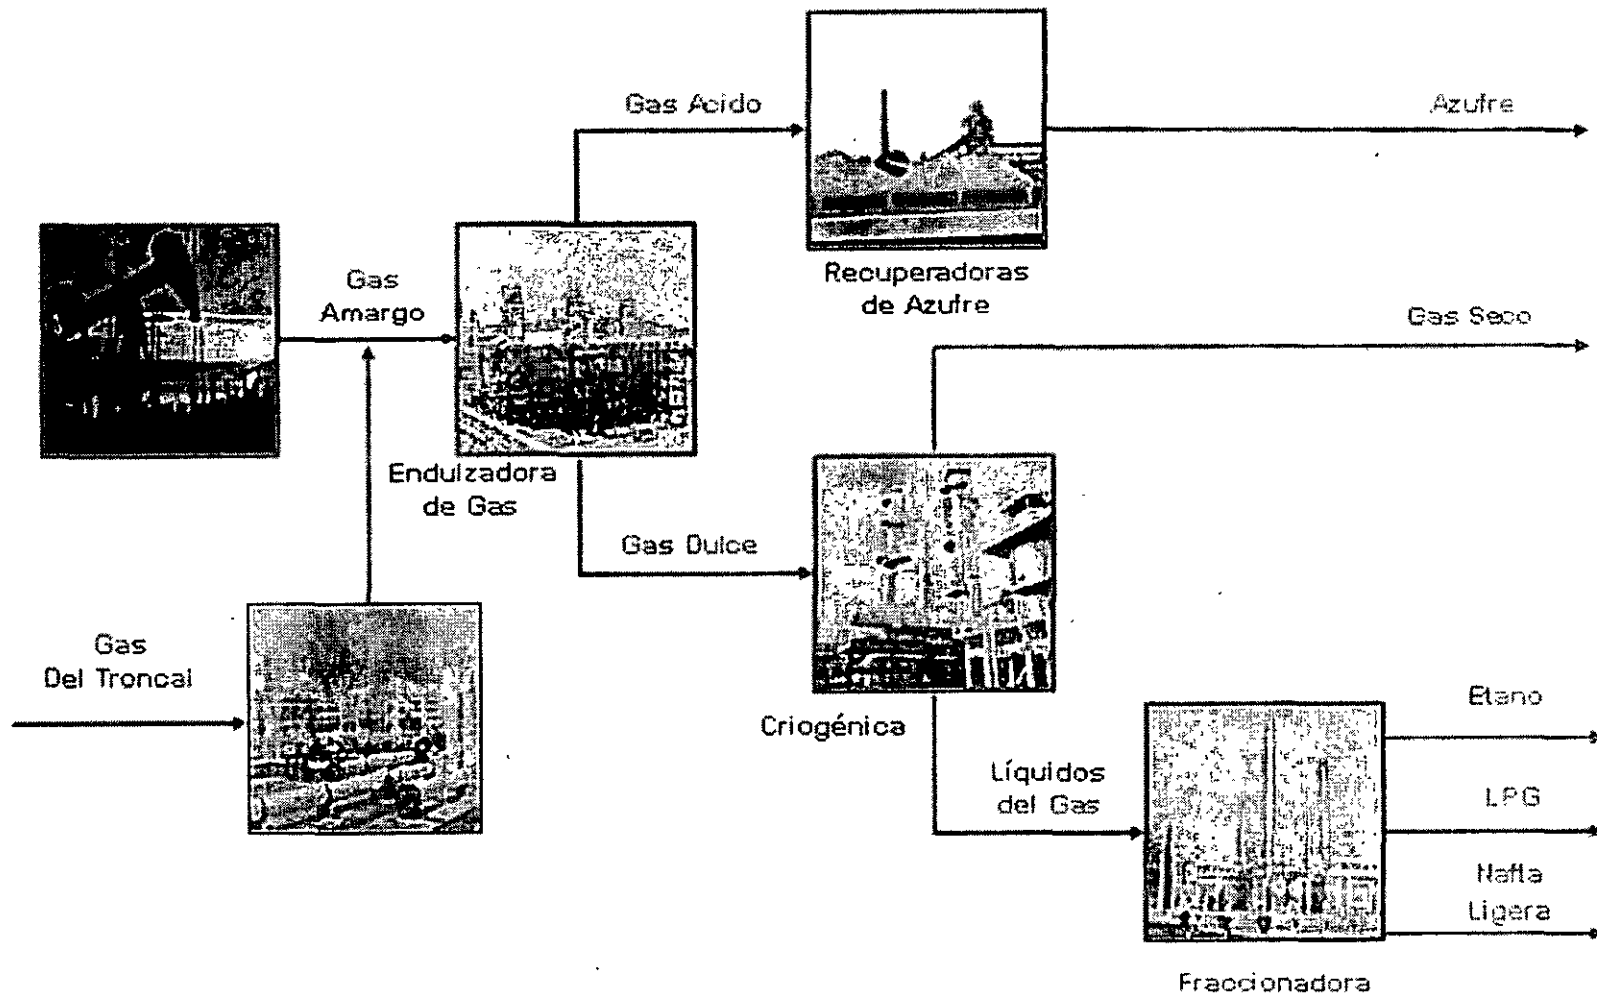 Gas Acido
Azufre
Recuperadoras
de Azufre
Gas
Amargo
Gas Seco
Endulzadora
de Gas
Gas Dulce
Gas
Del Troncal
Criogénica
Etano
Líquidos
del Gas
LPG
Nafta
Ligera
Fraccionadora